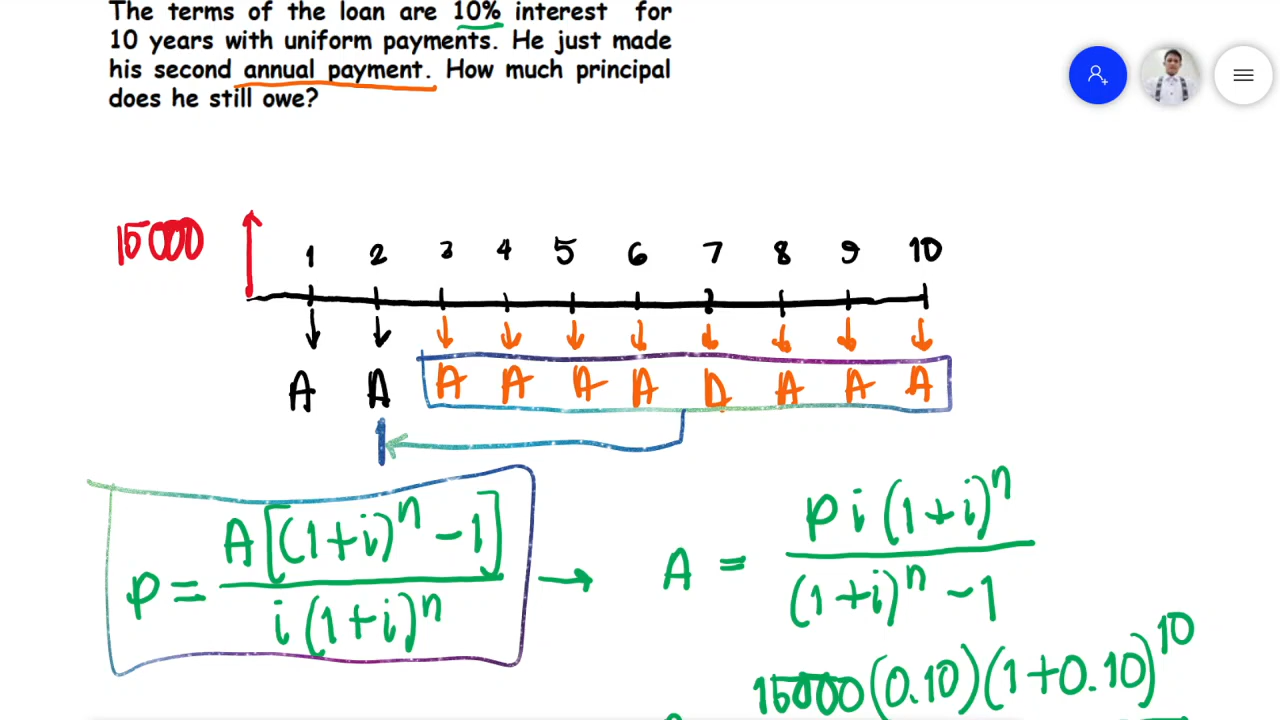 The terms of the loan are 10% interest for
10 years with uniform payments. He just made
his second annual payment. How much principal
does he still owe?
15000
1 2 3 4 5 6 7 8 9 10
A A A A A A D A A A
P = A[(1+i)^n - 1] / i(1+i)^n → A = Pi(1+i)^n / (1+i)^n - 1
15000(0.10)(1+0.10)^10